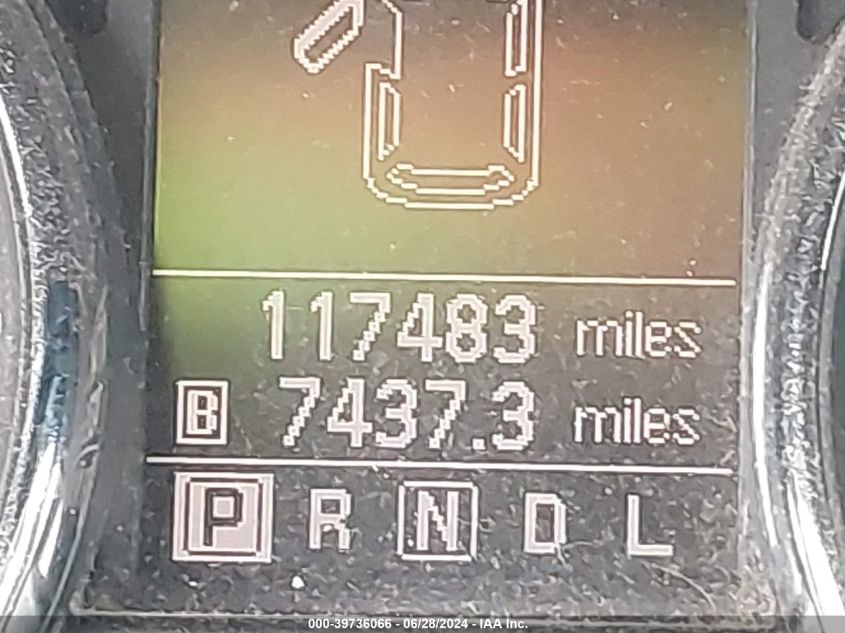 117483 miles
B 7437.3 miles
P R N D L
000-39736066 - 06/28/2024 - IAA Inc.